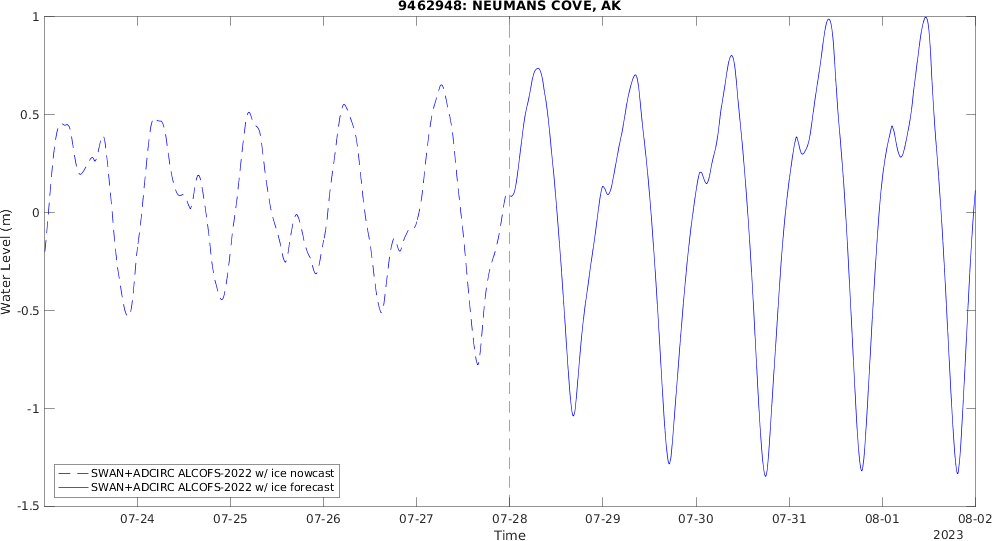 9462948: NEUMANS COVE, AK
1
0.5
0
-0.5
-1
-1.5
Water Level (m)
SWAN+ADCIRC ALCOFS-2022 w/ ice nowcast
SWAN+ADCIRC ALCOFS-2022 w/ ice forecast
07-24 07-25 07-26 07-27 07-28 07-29 07-30 07-31 08-01 08-02
Time
2023